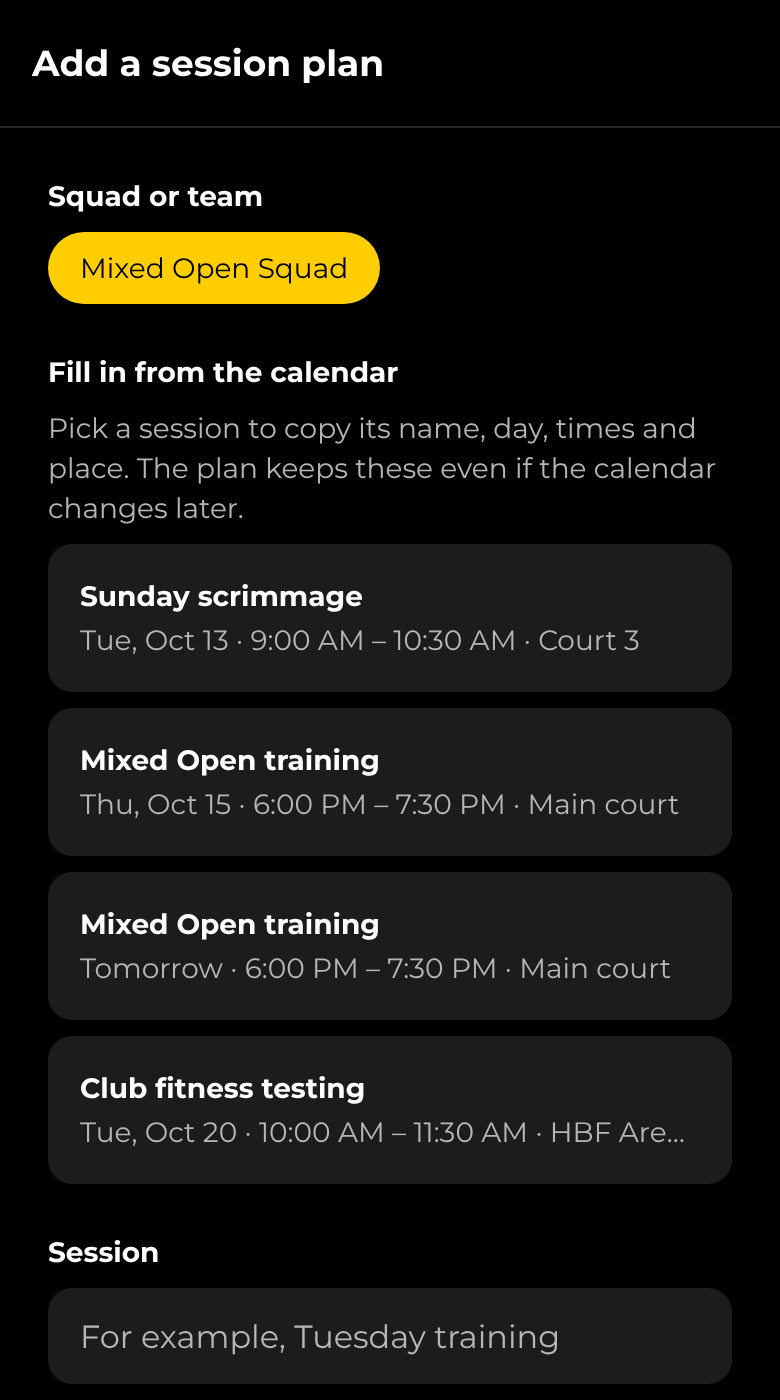 Add a session plan
Squad or team
Mixed Open Squad
Fill in from the calendar
Pick a session to copy its name, day, times and
place. The plan keeps these even if the calendar
changes later.
Sunday scrimmage
Tue, Oct 13 · 9:00 AM – 10:30 AM · Court 3
Mixed Open training
Thu, Oct 15 · 6:00 PM – 7:30 PM · Main court
Mixed Open training
Tomorrow · 6:00 PM – 7:30 PM · Main court
Club fitness testing
Tue, Oct 20 · 10:00 AM – 11:30 AM · HBF Are...
Session
For example, Tuesday training